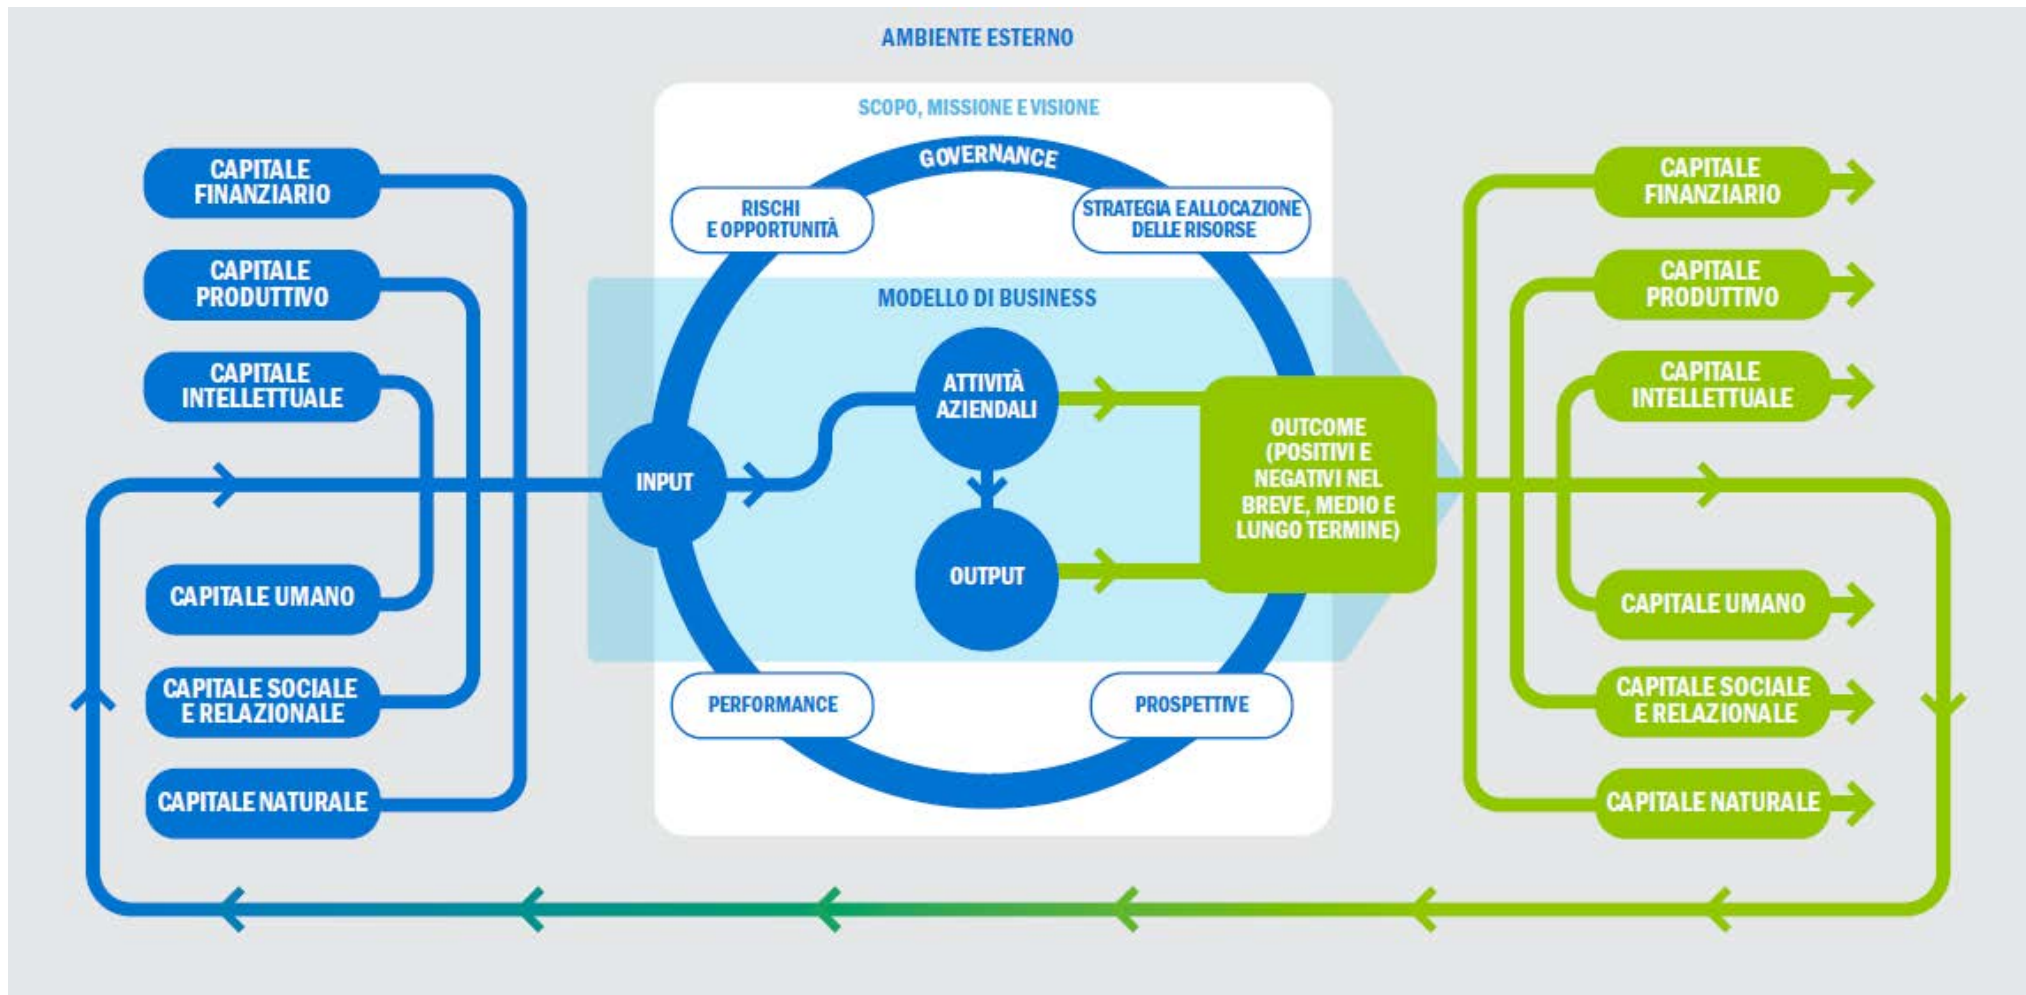 AMBIENTE ESTERNO
SCOPO, MISSIONE E VISIONE
GOVERNANCE
CAPITALE
FINANZIARIO
CAPITALE
PRODUTTIVO
CAPITALE
INTELLETTUALE
CAPITALE UMANO
CAPITALE SOCIALE
E RELAZIONALE
CAPITALE NATURALE
RISCHI
E OPPORTUNITÀ
STRATEGIA E ALLOCAZIONE
DELLE RISORSE
MODELLO DI BUSINESS
INPUT
ATTIVITÀ
AZIENDALI
OUTPUT
OUTCOME
(POSITIVI E
NEGATIVI NEL
BREVE, MEDIO E
LUNGO TERMINE)
PERFORMANCE
PROSPETTIVE
CAPITALE
FINANZIARIO
CAPITALE
PRODUTTIVO
CAPITALE
INTELLETTUALE
CAPITALE UMANO
CAPITALE SOCIALE
E RELAZIONALE
CAPITALE NATURALE